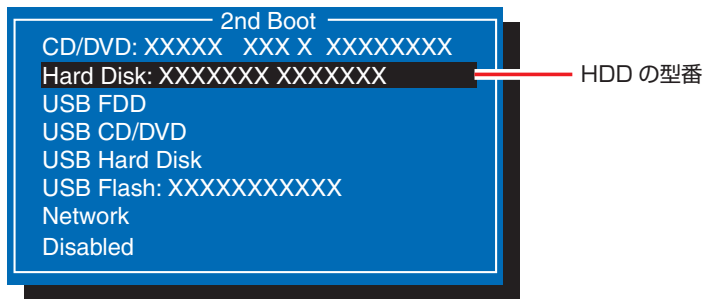 2nd Boot
CD/DVD: XXXXX XXX X XXXXXXXX
Hard Disk: XXXXXXX XXXXXXX
HDD の型番
USB FDD
USB CD/DVD
USB Hard Disk
USB Flash: XXXXXXXXXXX
Network
Disabled